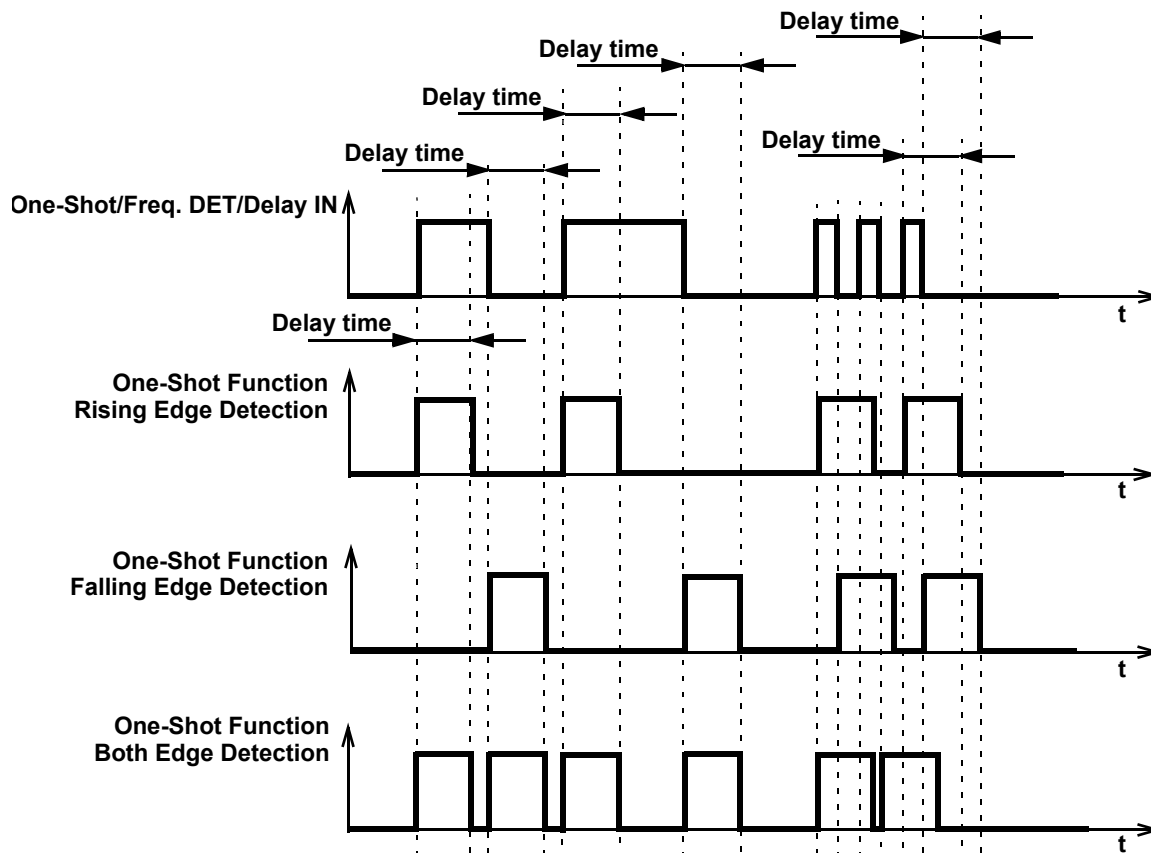 Delay time
Delay time
Delay time
Delay time
Delay time
One-Shot/Freq. DET/Delay IN
t
Delay time
One-Shot Function
Rising Edge Detection
t
One-Shot Function
Falling Edge Detection
t
One-Shot Function
Both Edge Detection
t